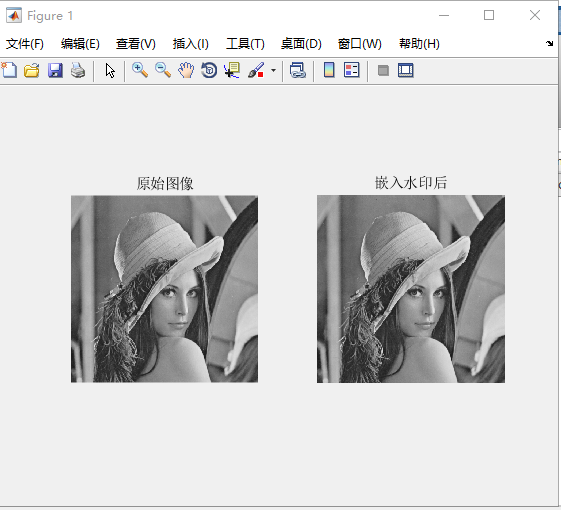 Figure 1
文件(F) 编辑(E) 查看(V) 插入(I) 工具(T) 桌面(D) 窗口(W) 帮助(H)
原始图像 嵌入水印后